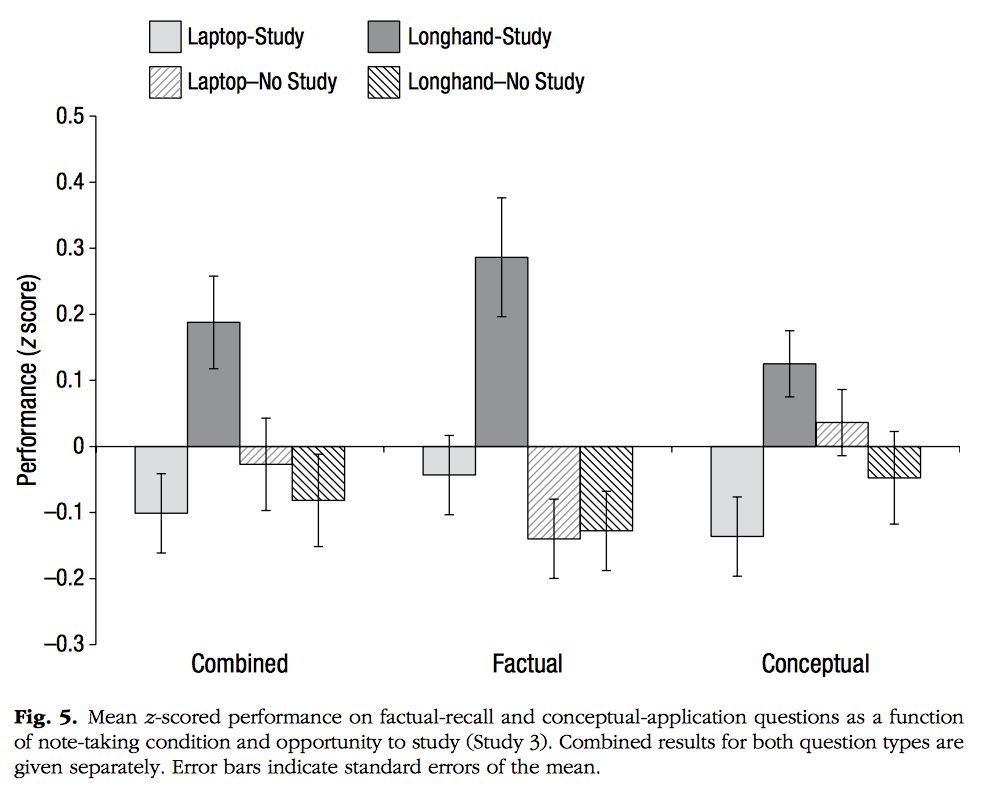 Laptop-Study Longhand-Study
Laptop–No Study Longhand–No Study
0.5
0.4
0.3
0.2
0.1
0
–0.1
–0.2
–0.3
Performance (z score)
Combined Factual Conceptual
Fig. 5. Mean z-scored performance on factual-recall and conceptual-application questions as a function
of note-taking condition and opportunity to study (Study 3). Combined results for both question types are
given separately. Error bars indicate standard errors of the mean.